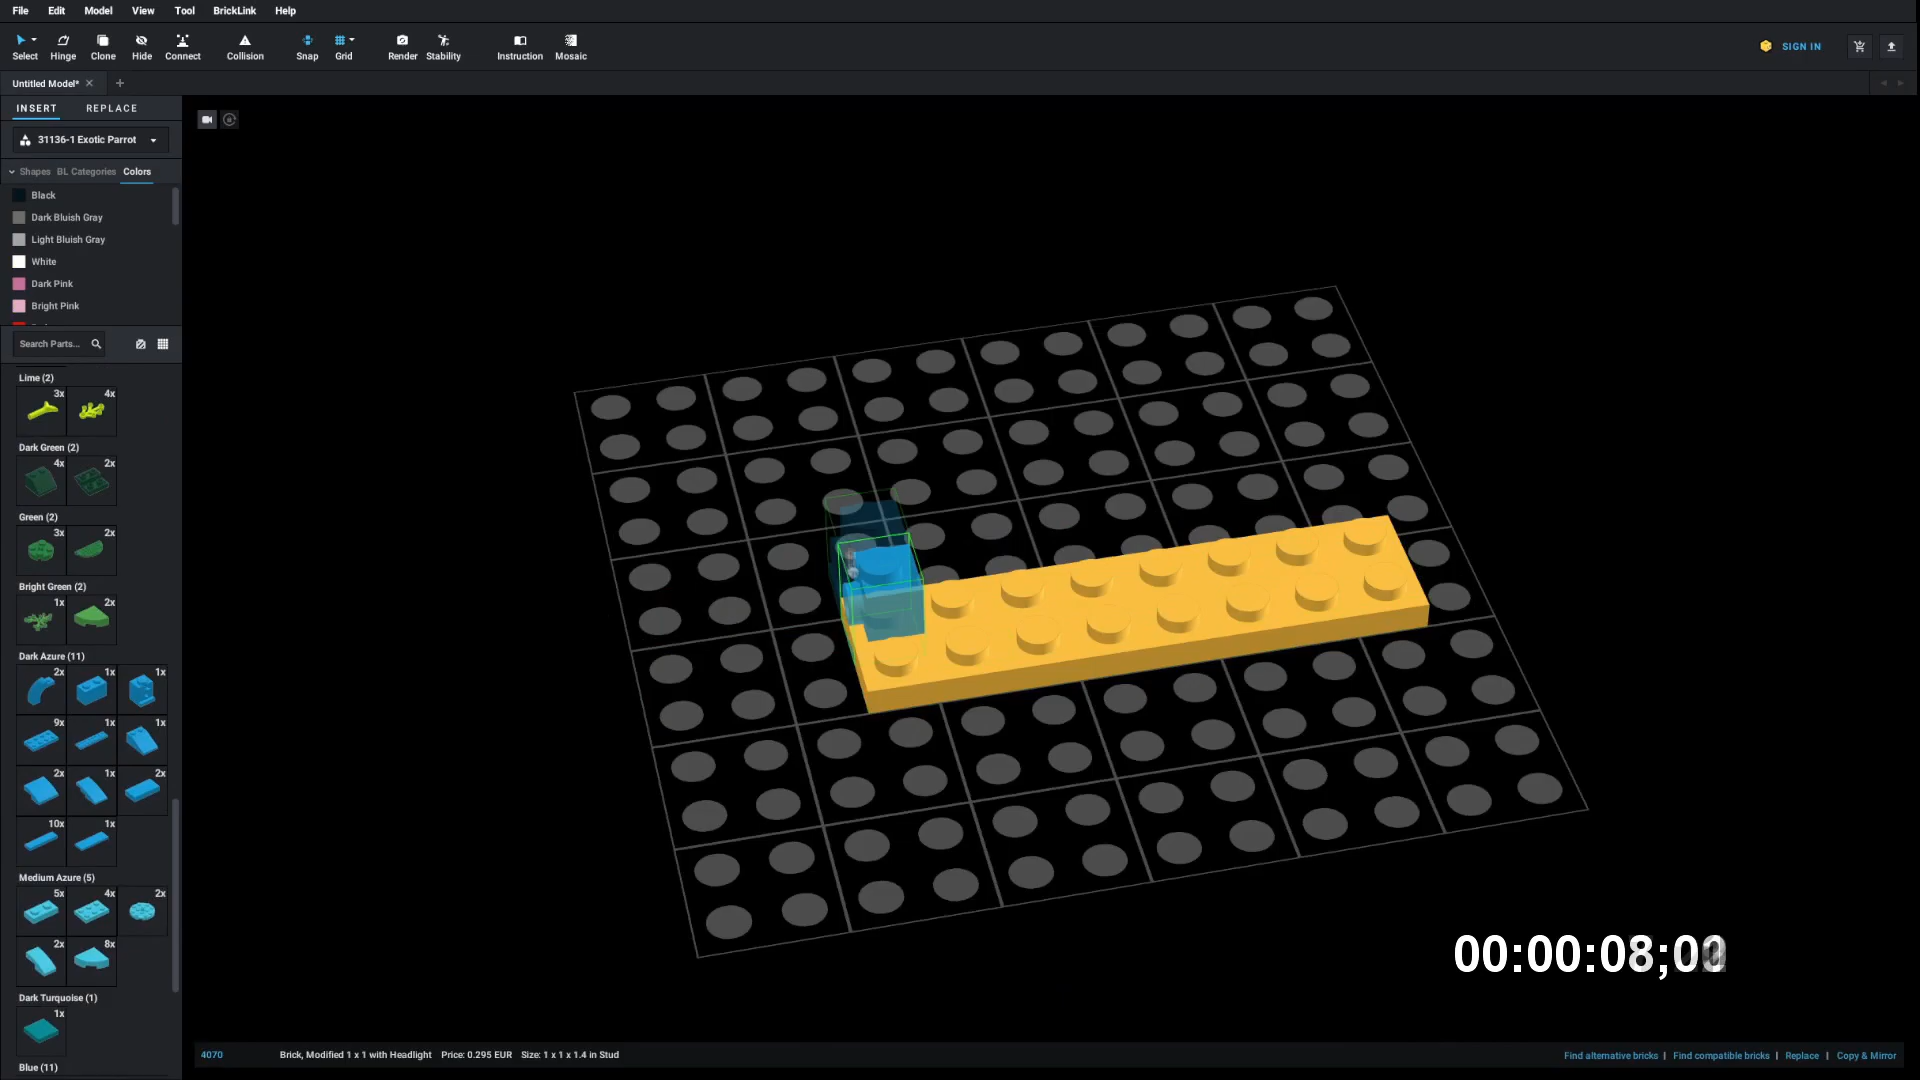 File Edit Model View Tool BrickLink Help
Select Hinge Clone Hide Connect Collision Snap Grid Render Stability Instruction Mosaic
SIGN IN
Untitled Model*
INSERT REPLACE
31136-1 Exotic Parrot
Shapes BL Categories Colors
Black
Dark Bluish Gray
Light Bluish Gray
White
Dark Pink
Bright Pink
Search Parts...
Lime (2)
3x 4x
Dark Green (2)
4x 2x
Green (2)
3x 2x
Bright Green (2)
1x 2x
Dark Azure (11)
2x 1x 1x
9x 1x 1x
2x 1x 2x
10x 1x
Medium Azure (5)
5x 4x 2x
2x 8x
Dark Turquoise (1)
1x
Blue (11)
00:00:08;0
4070 Brick, Modified 1 x 1 with Headlight Price: 0.295 EUR Size: 1 x 1 x 1.4 in Stud
Find alternative bricks | Find compatible bricks | Replace | Copy & Mirror